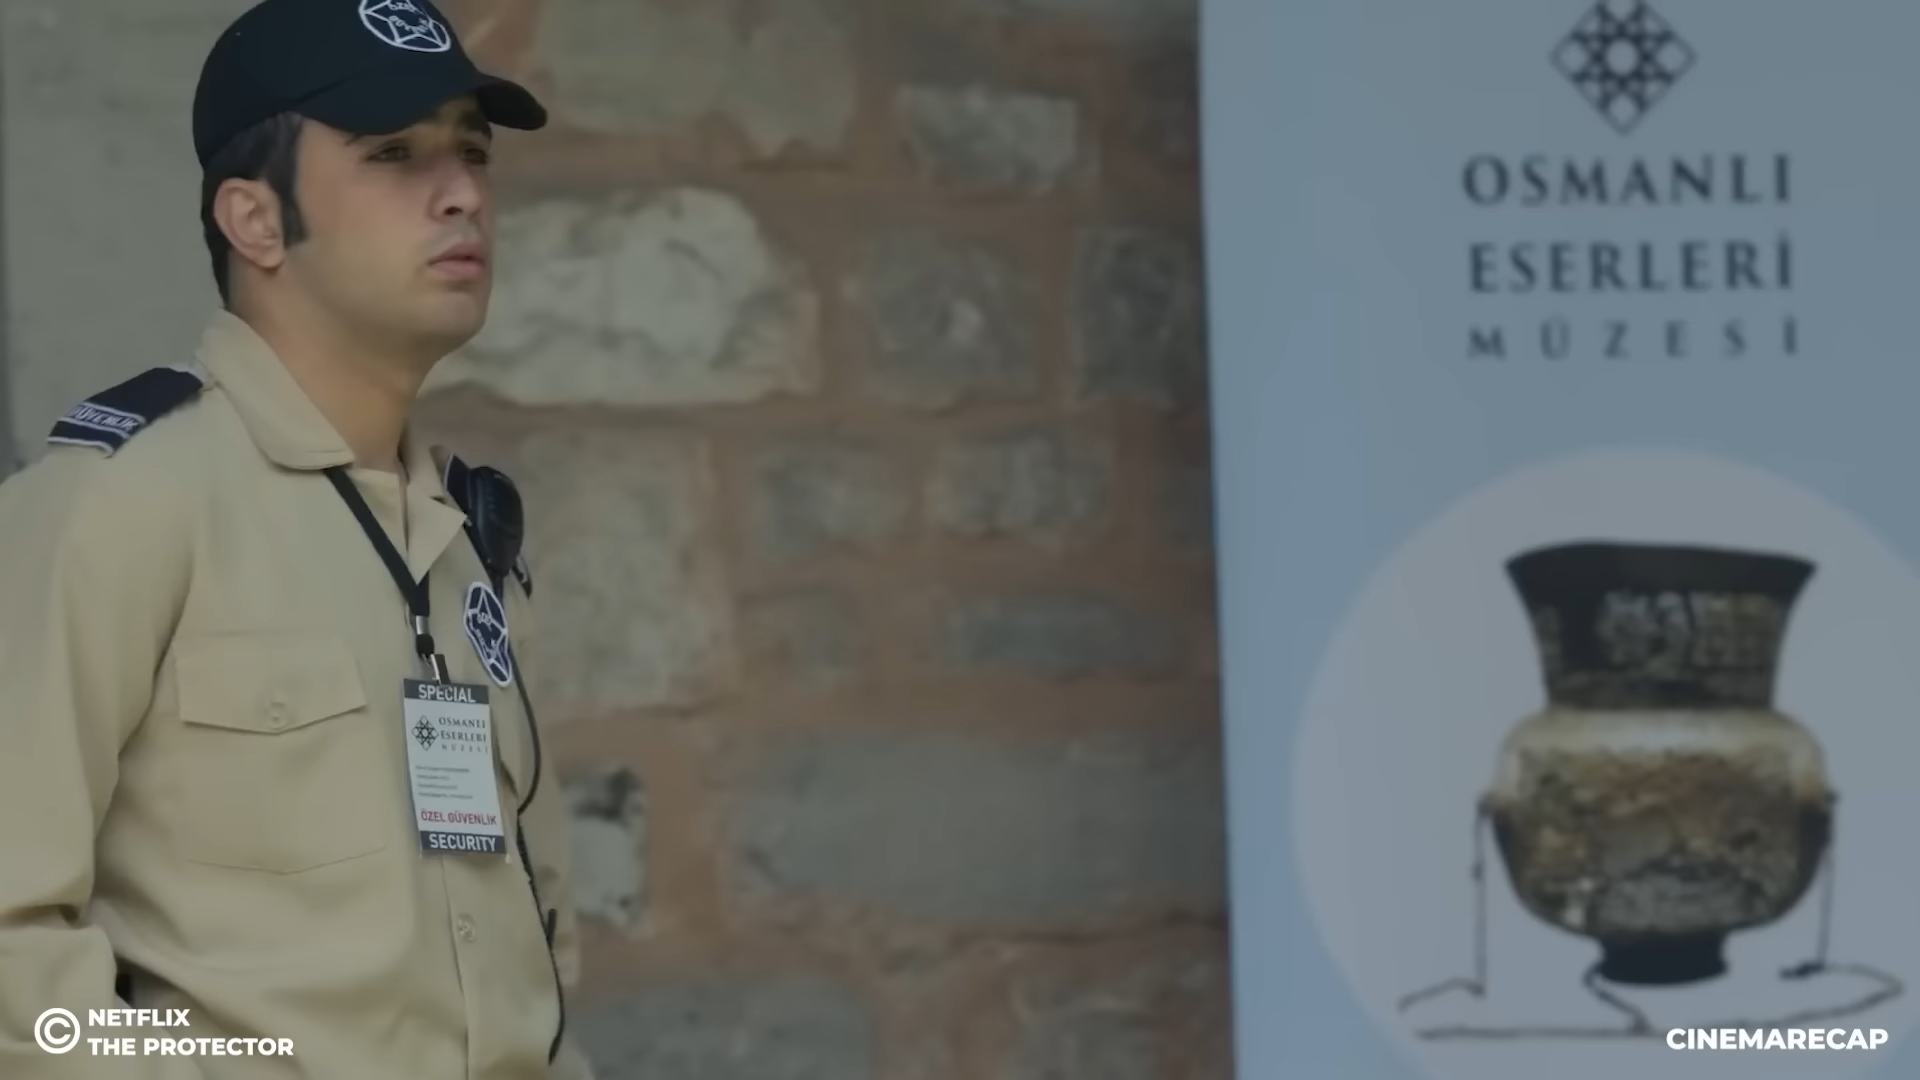 OSMANLI
ESERLERİ
MÜZESİ
GÜVENLİK
SPECIAL
OSMANLI
ESERLERİ
MÜZESİ
ÖZEL GÜVENLİK
SECURITY
© NETFLIX
THE PROTECTOR
CINEMARECAP